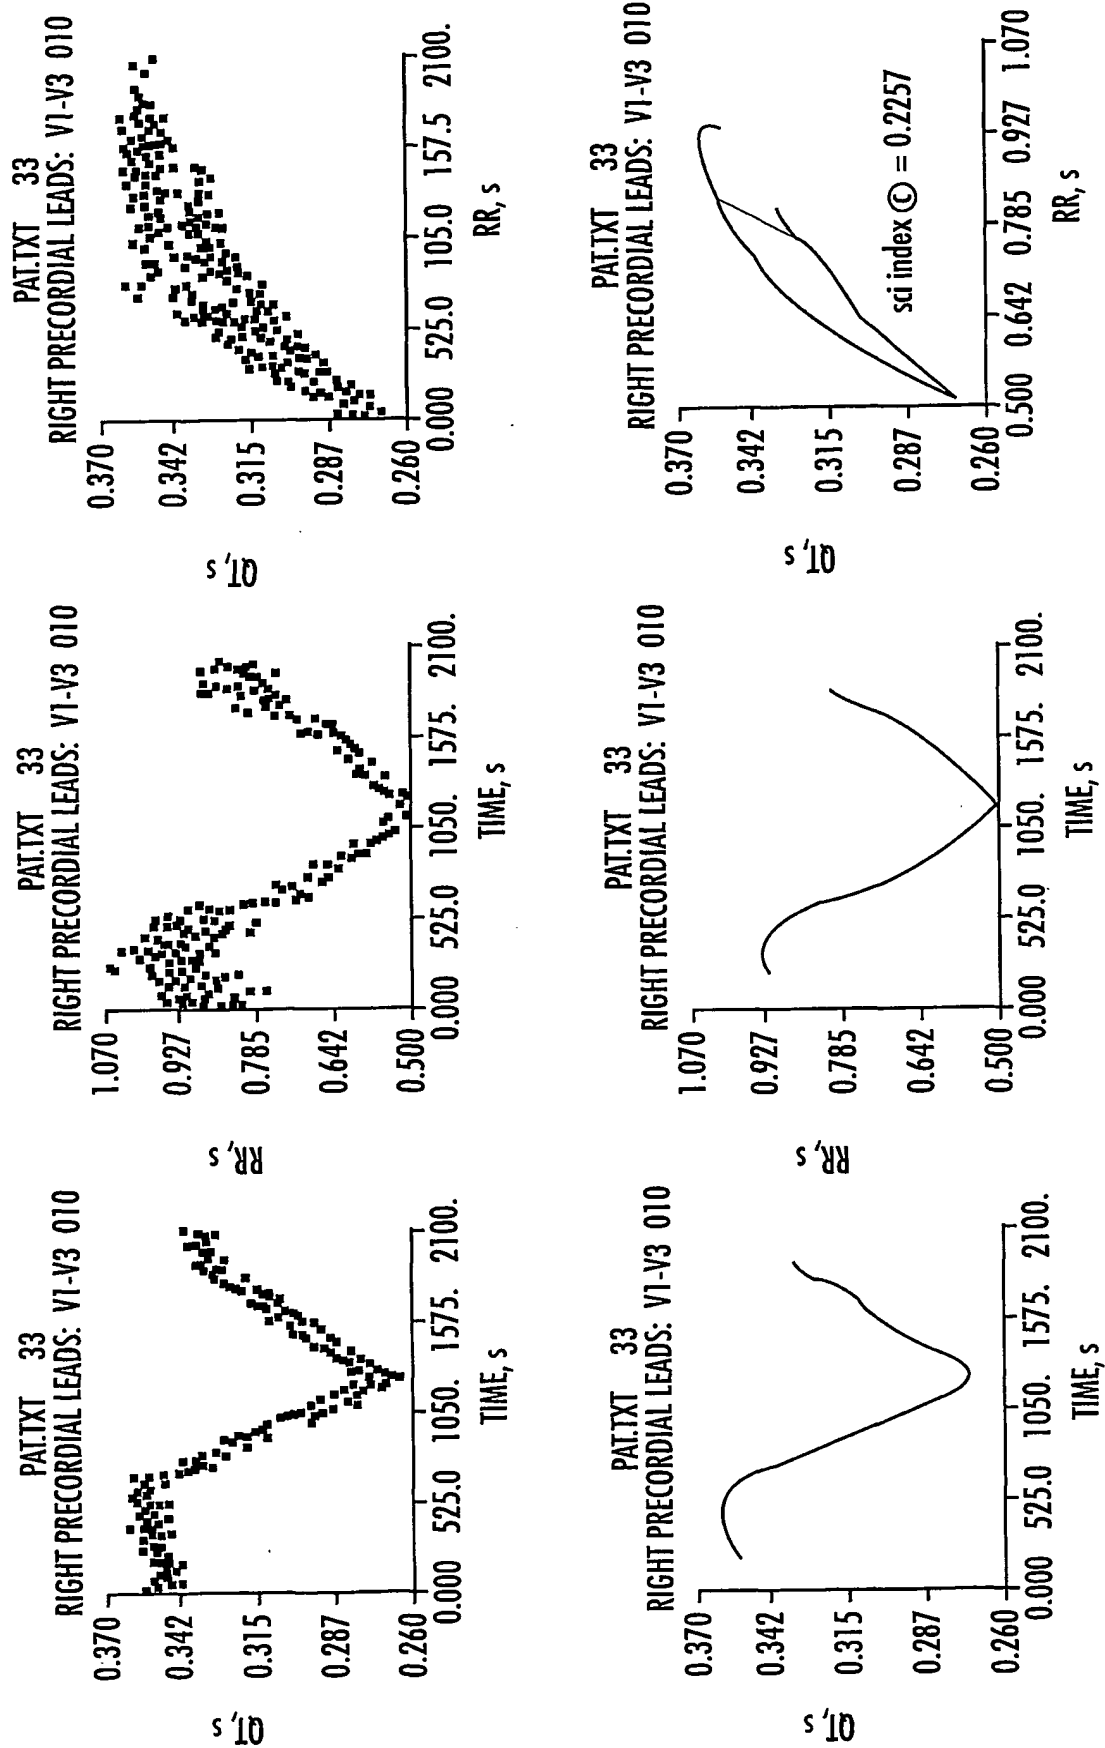 PAT.TXT 33
RIGHT PRECORDIAL LEADS: V1-V3 010
0.370
0.342
0.315
0.287
0.260
QT, s
0.000 525.0 1050. 1575. 2100.
TIME, s
PAT.TXT 33
RIGHT PRECORDIAL LEADS: V1-V3 010
1.070
0.927
0.785
0.642
0.500
RR, s
0.000 525.0 1050. 1575. 2100.
TIME, s
PAT.TXT 33
RIGHT PRECORDIAL LEADS: V1-V3 010
0.370
0.342
0.315
0.287
0.260
QT, s
0.000 525.0 105.0 157.5 2100.
RR, s
PAT.TXT 33
RIGHT PRECORDIAL LEADS: V1-V3 010
0.370
0.342
0.315
0.287
0.260
QT, s
0.000 525.0 1050. 1575. 2100.
TIME, s
PAT.TXT 33
RIGHT PRECORDIAL LEADS: V1-V3 010
1.070
0.927
0.785
0.642
0.500
RR, s
0.000 525.0 1050. 1575. 2100.
TIME, s
PAT.TXT 33
RIGHT PRECORDIAL LEADS: V1-V3 010
0.370
0.342
0.315
0.287
0.260
QT, s
sci index Ⓒ = 0.2257
0.500 0.642 0.785 0.927 1.070
RR, s